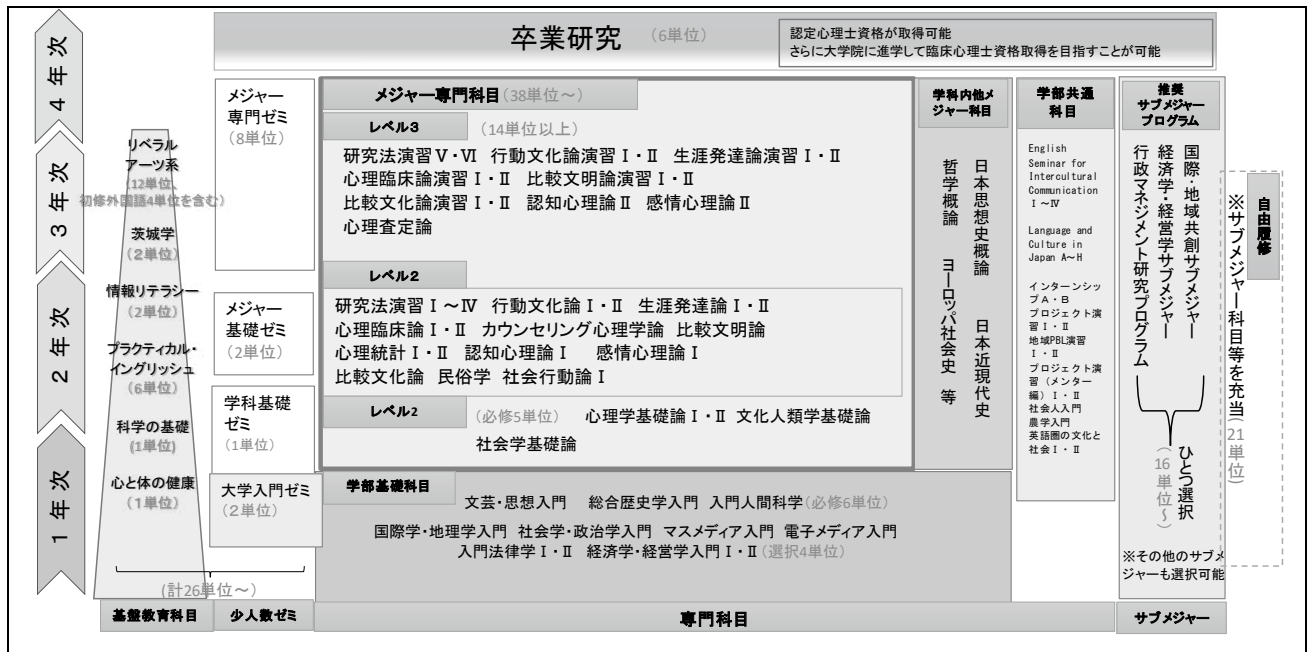 4年次
3年次
2年次
1年次
卒業研究 (6単位)
認定心理士資格が取得可能
さらに大学院に進学して臨床心理士資格取得を目指すことが可能
リベラル
アーツ系
(12単位、
初修外国語4単位を含む)
茨城学
(2単位)
情報リテラシー
(2単位)
プラクティカル・
イングリッシュ
(6単位)
科学の基礎
(1単位)
心と体の健康
(1単位)
(計26単位～)
基盤教育科目
メジャー
専門ゼミ
(8単位)
メジャー
基礎ゼミ
(2単位)
学科基礎
ゼミ
(1単位)
大学入門ゼミ
(2単位)
少人数ゼミ
メジャー専門科目(38単位～)
レベル3 (14単位以上)
研究法演習Ⅴ・Ⅵ 行動文化論演習Ⅰ・Ⅱ 生涯発達論演習Ⅰ・Ⅱ
心理臨床論演習Ⅰ・Ⅱ 比較文明論演習Ⅰ・Ⅱ
比較文化論演習Ⅰ・Ⅱ 認知心理論Ⅱ 感情心理論Ⅱ
心理査定論
レベル2
研究法演習Ⅰ～Ⅳ 行動文化論Ⅰ・Ⅱ 生涯発達論Ⅰ・Ⅱ
心理臨床論Ⅰ・Ⅱ カウンセリング心理学論 比較文明論
心理統計Ⅰ・Ⅱ 認知心理論Ⅰ 感情心理論Ⅰ
比較文化論 民俗学 社会行動論Ⅰ
レベル2 (必修5単位) 心理学基礎論Ⅰ・Ⅱ 文化人類学基礎論
社会学基礎論
学部基礎科目
文芸・思想入門 総合歴史学入門 入門人間科学(必修6単位)
国際学・地理学入門 社会学・政治学入門 マスメディア入門 電子メディア入門
入門法律学Ⅰ・Ⅱ 経済学・経営学入門Ⅰ・Ⅱ(選択4単位)
専門科目
学科内他メ
ジャー科目
日本思想史概論 日本近現代史
哲学概論 ヨーロッパ社会史 等
学部共通
科目
English
Seminar for
Intercultural
Communication
Ⅰ～Ⅳ
Language and
Culture in
Japan A～H
インターンシッ
プA・B
プロジェクト演
習Ⅰ・Ⅱ
地域PBL演習
Ⅰ・Ⅱ
プロジェクト演
習(メンター
編)Ⅰ・Ⅱ
社会人入門
農学入門
英語圏の文化と
社会Ⅰ・Ⅱ
推奨
サブメジャー
プログラム
国際・地域共創サブメジャー
経済学・経営学サブメジャー
行政マネジメント研究プログラム
ひとつ選択
(16単位～)
※その他のサブメ
ジャーも選択可能
サブメジャー
自由履修
※サブメジャー科目等を充当(21単位)